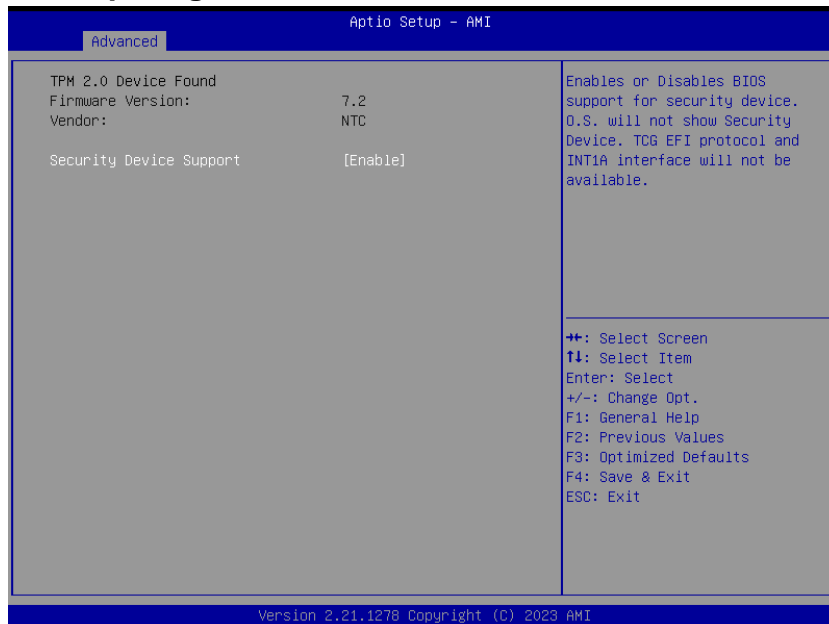 Aptio Setup - AMI
Advanced
TPM 2.0 Device Found
Firmware Version: 7.2
Vendor: NTC
Security Device Support [Enable]
Enables or Disables BIOS
support for security device.
O.S. will not show Security
Device. TCG EFI protocol and
INT1A interface will not be
available.
→←: Select Screen
↑↓: Select Item
Enter: Select
+/-: Change Opt.
F1: General Help
F2: Previous Values
F3: Optimized Defaults
F4: Save & Exit
ESC: Exit
Version 2.21.1278 Copyright (C) 2023 AMI